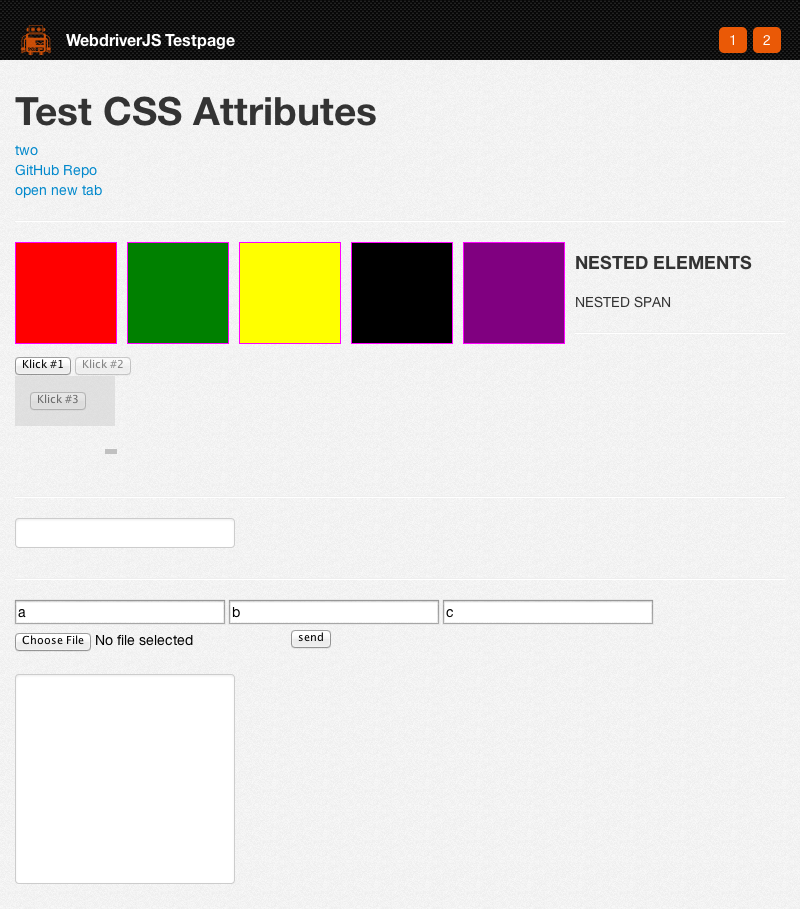 WebdriverJS Testpage 1 2
Test CSS Attributes
two
GitHub Repo
open new tab
NESTED ELEMENTS
NESTED SPAN
Klick #1 Klick #2
Klick #3
a b c
Choose File No file selected send